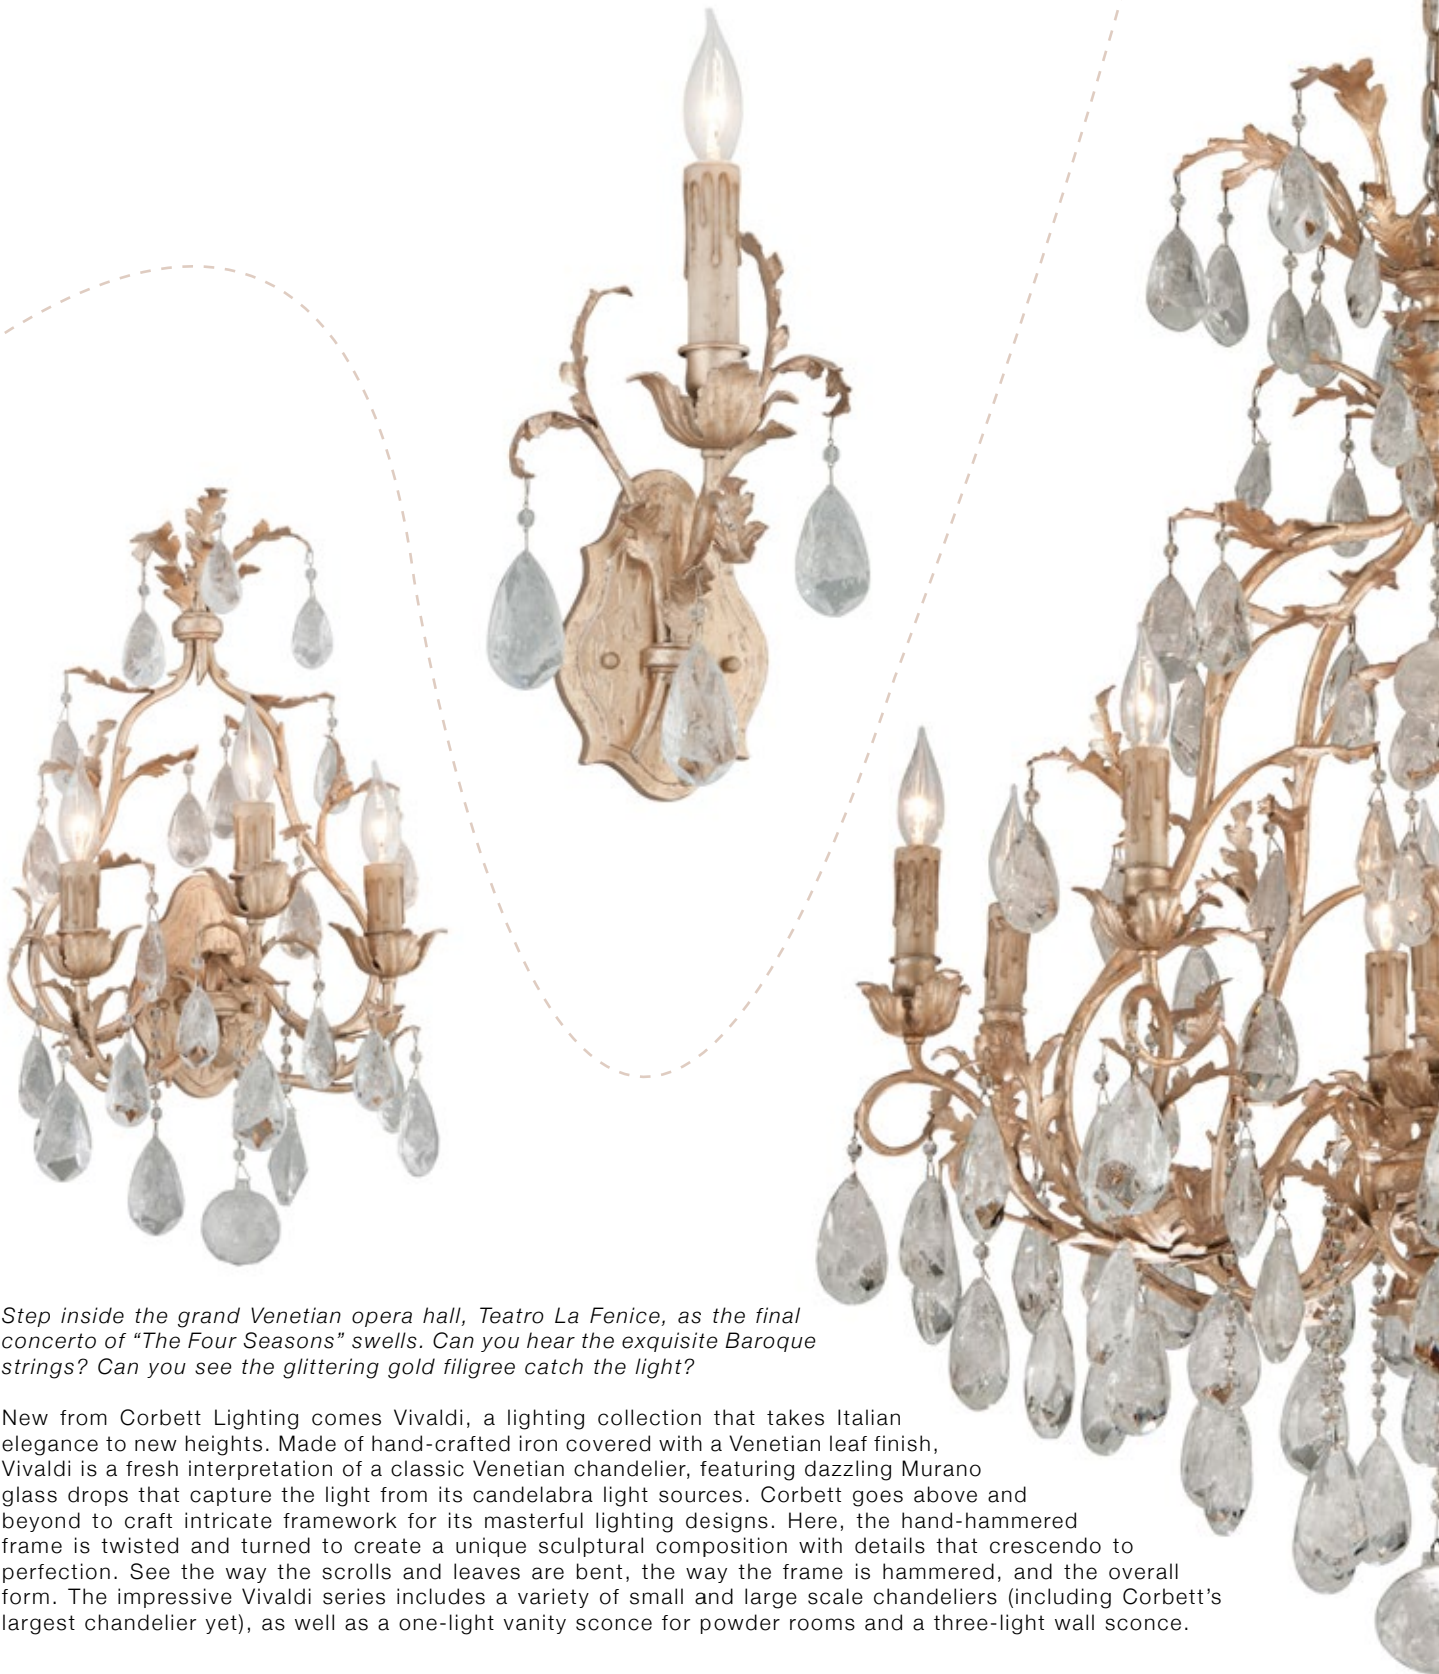 Step inside the grand Venetian opera hall, Teatro La Fenice, as the final
concerto of “The Four Seasons” swells. Can you hear the exquisite Baroque
strings? Can you see the glittering gold filigree catch the light?
New from Corbett Lighting comes Vivaldi, a lighting collection that takes Italian
elegance to new heights. Made of hand-crafted iron covered with a Venetian leaf finish,
Vivaldi is a fresh interpretation of a classic Venetian chandelier, featuring dazzling Murano
glass drops that capture the light from its candelabra light sources. Corbett goes above and
beyond to craft intricate framework for its masterful lighting designs. Here, the hand-hammered
frame is twisted and turned to create a unique sculptural composition with details that crescendo to
perfection. See the way the scrolls and leaves are bent, the way the frame is hammered, and the overall
form. The impressive Vivaldi series includes a variety of small and large scale chandeliers (including Corbett’s
largest chandelier yet), as well as a one-light vanity sconce for powder rooms and a three-light wall sconce.